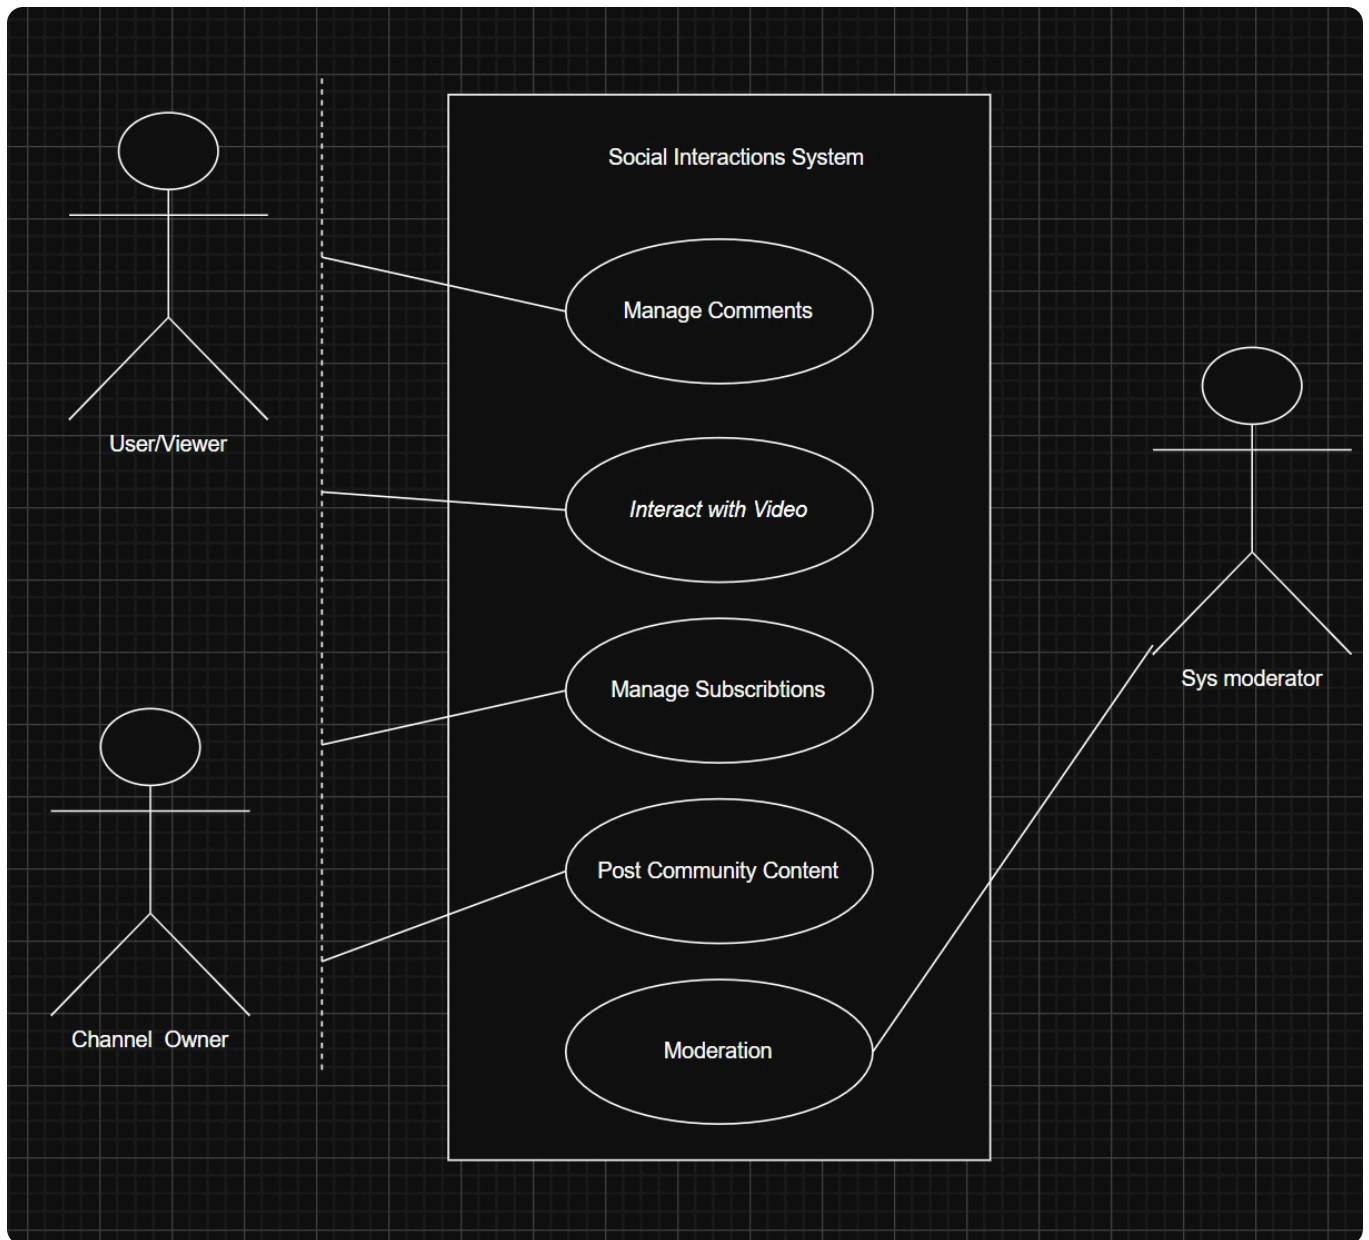 Social Interactions System
Manage Comments
User/Viewer
Interact with Video
Manage Subscribtions
Sys moderator
Post Community Content
Channel  Owner
Moderation